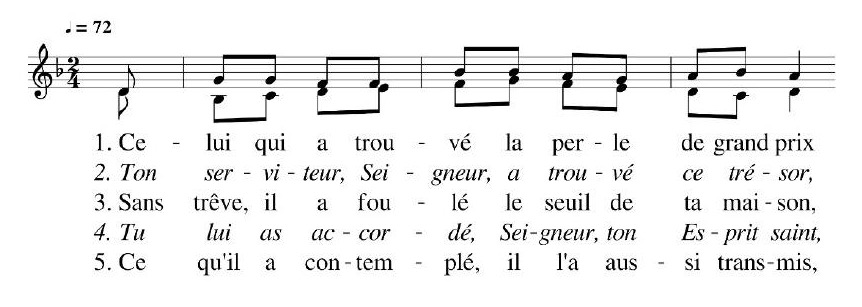 ♩. = 72
2
4
1. Ce - lui qui a trou - vé la per - le de grand prix
2. Ton ser - vi - teur, Sei - gneur, a trou - vé ce tré - sor,
3. Sans trêve, il a fou - lé le seuil de ta mai - son,
4. Tu lui as ac - cor - dé, Sei - gneur, ton Es - prit saint,
5. Ce qu'il a con - tem - plé, il l'a aus - si trans - mis,